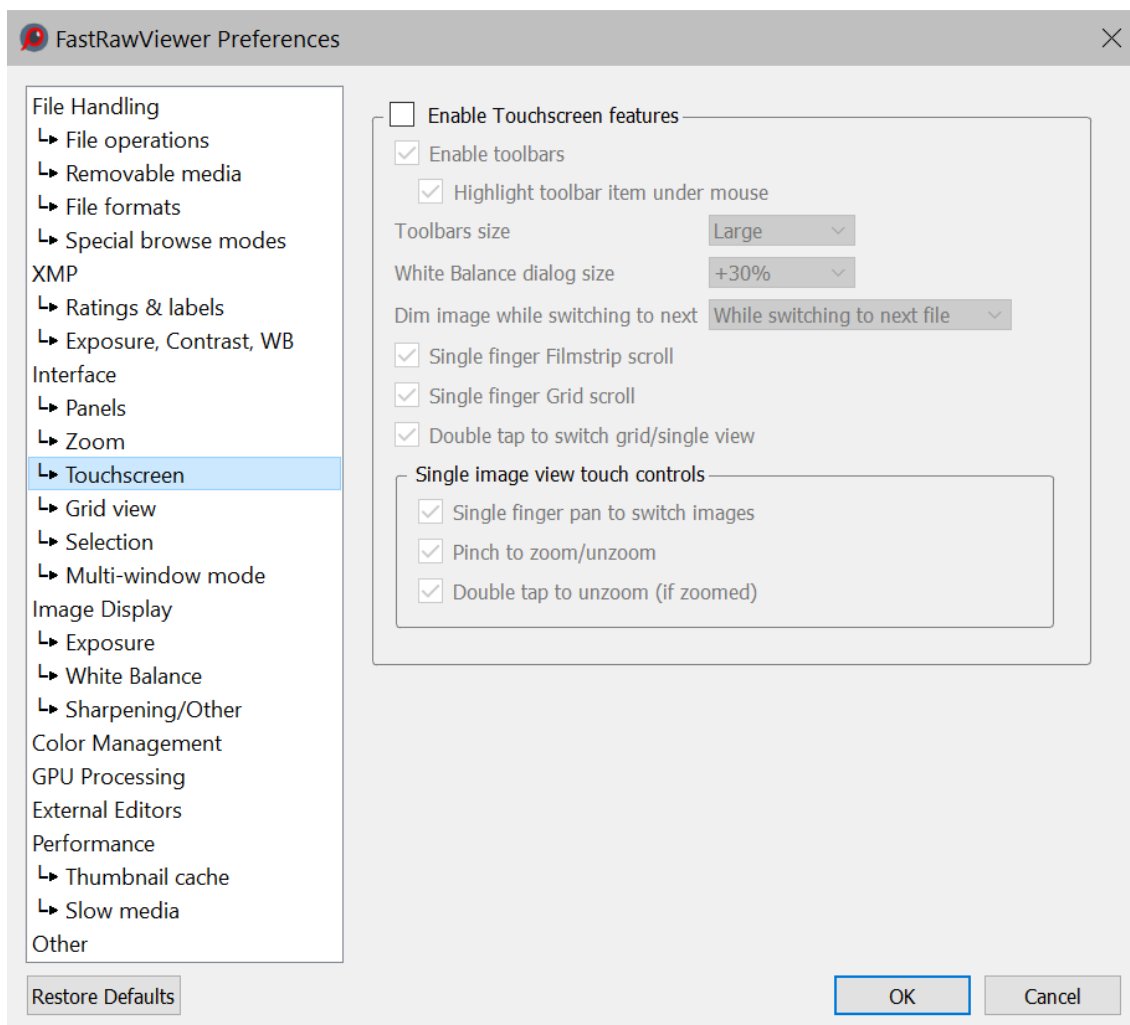 FastRawViewer Preferences
File Handling
File operations
Removable media
File formats
Special browse modes
XMP
Ratings & labels
Exposure, Contrast, WB
Interface
Panels
Zoom
Touchscreen
Grid view
Selection
Multi-window mode
Image Display
Exposure
White Balance
Sharpening/Other
Color Management
GPU Processing
External Editors
Performance
Thumbnail cache
Slow media
Other
Enable Touchscreen features
Enable toolbars
Highlight toolbar item under mouse
Toolbars size Large
White Balance dialog size +30%
Dim image while switching to next While switching to next file
Single finger Filmstrip scroll
Single finger Grid scroll
Double tap to switch grid/single view
Single image view touch controls
Single finger pan to switch images
Pinch to zoom/unzoom
Double tap to unzoom (if zoomed)
Restore Defaults OK Cancel